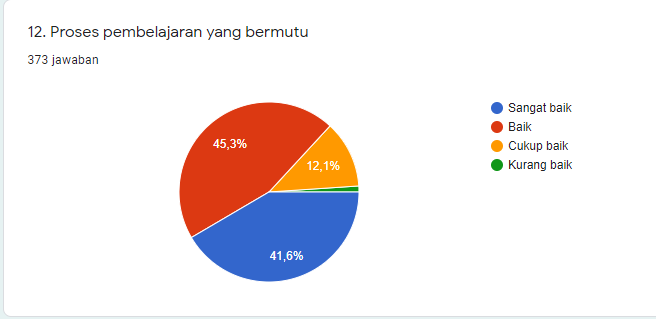 12. Proses pembelajaran yang bermutu
373 jawaban
45,3%
12,1%
41,6%
Sangat baik
Baik
Cukup baik
Kurang baik